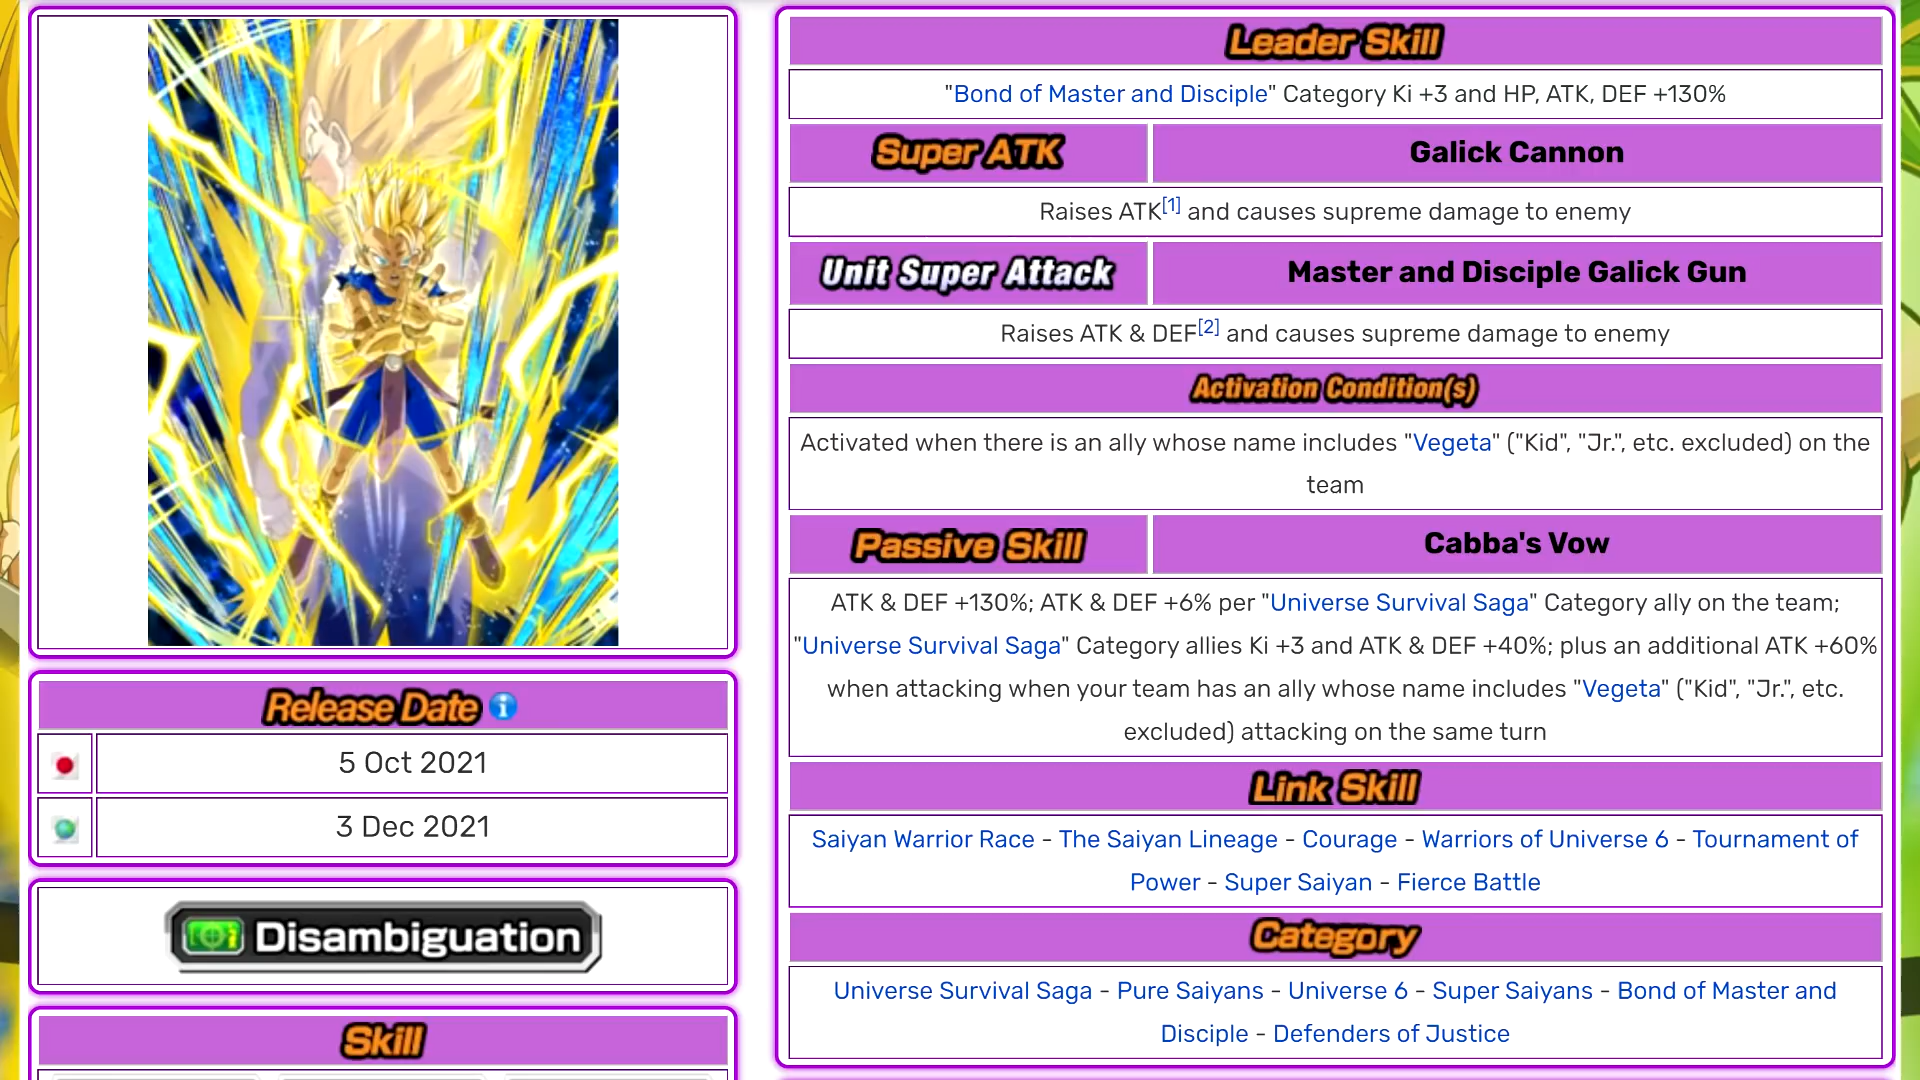 Leader Skill
"Bond of Master and Disciple" Category Ki +3 and HP, ATK, DEF +130%
Super ATK
Galick Cannon
Raises ATK[1] and causes supreme damage to enemy
Unit Super Attack
Master and Disciple Galick Gun
Raises ATK & DEF[2] and causes supreme damage to enemy
Activation Condition(s)
Activated when there is an ally whose name includes "Vegeta" ("Kid", "Jr.", etc. excluded) on the
team
Passive Skill
Cabba's Vow
ATK & DEF +130%; ATK & DEF +6% per "Universe Survival Saga" Category ally on the team;
"Universe Survival Saga" Category allies Ki +3 and ATK & DEF +40%; plus an additional ATK +60%
when attacking when your team has an ally whose name includes "Vegeta" ("Kid", "Jr.", etc.
excluded) attacking on the same turn
Link Skill
Saiyan Warrior Race - The Saiyan Lineage - Courage - Warriors of Universe 6 - Tournament of
Power - Super Saiyan - Fierce Battle
Category
Universe Survival Saga - Pure Saiyans - Universe 6 - Super Saiyans - Bond of Master and
Disciple - Defenders of Justice
Release Date
5 Oct 2021
3 Dec 2021
Disambiguation
Skill